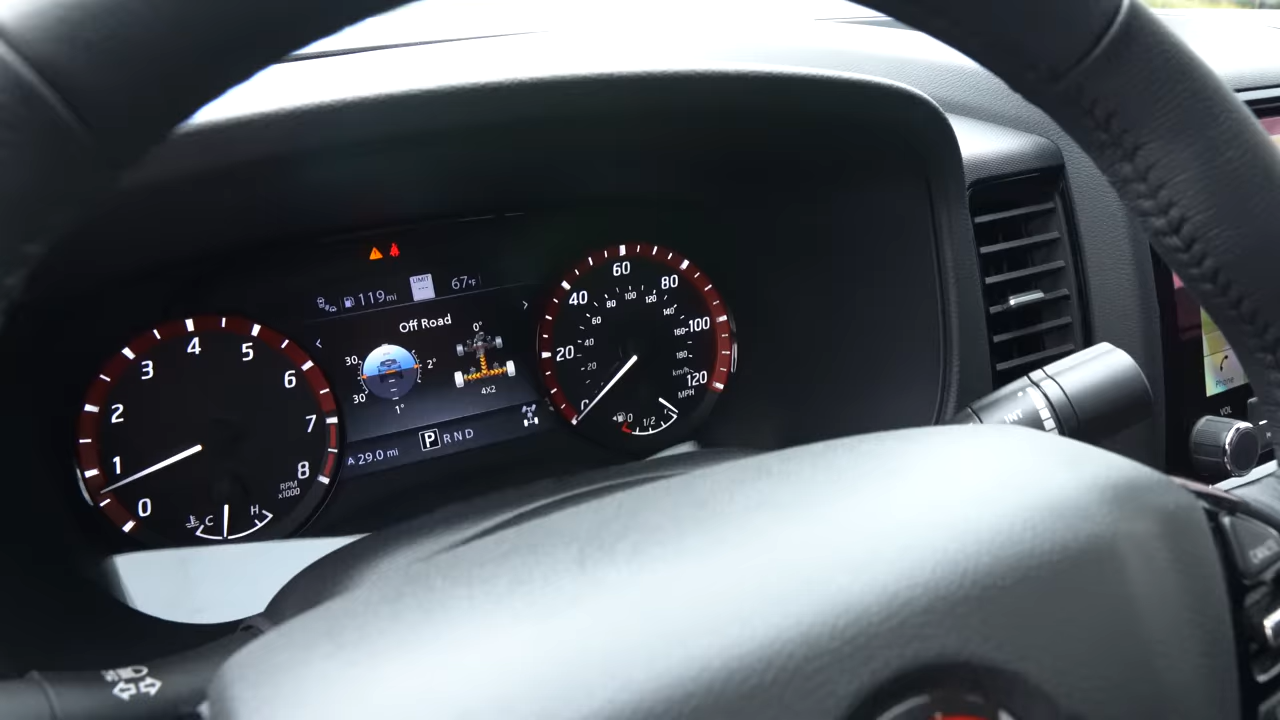 LIMIT
---
67°F
119 mi
Off Road
0°
30
2°
30
1°
4X2
P R N D
A 29.0 mi
0
1
2
3
4
5
6
7
8
RPM
x1000
C
H
20
40
60
80
100
120
MPH
20
40
60
80
100
120
140
160
180
km/h
0
1/2
INT
Phone
VOL